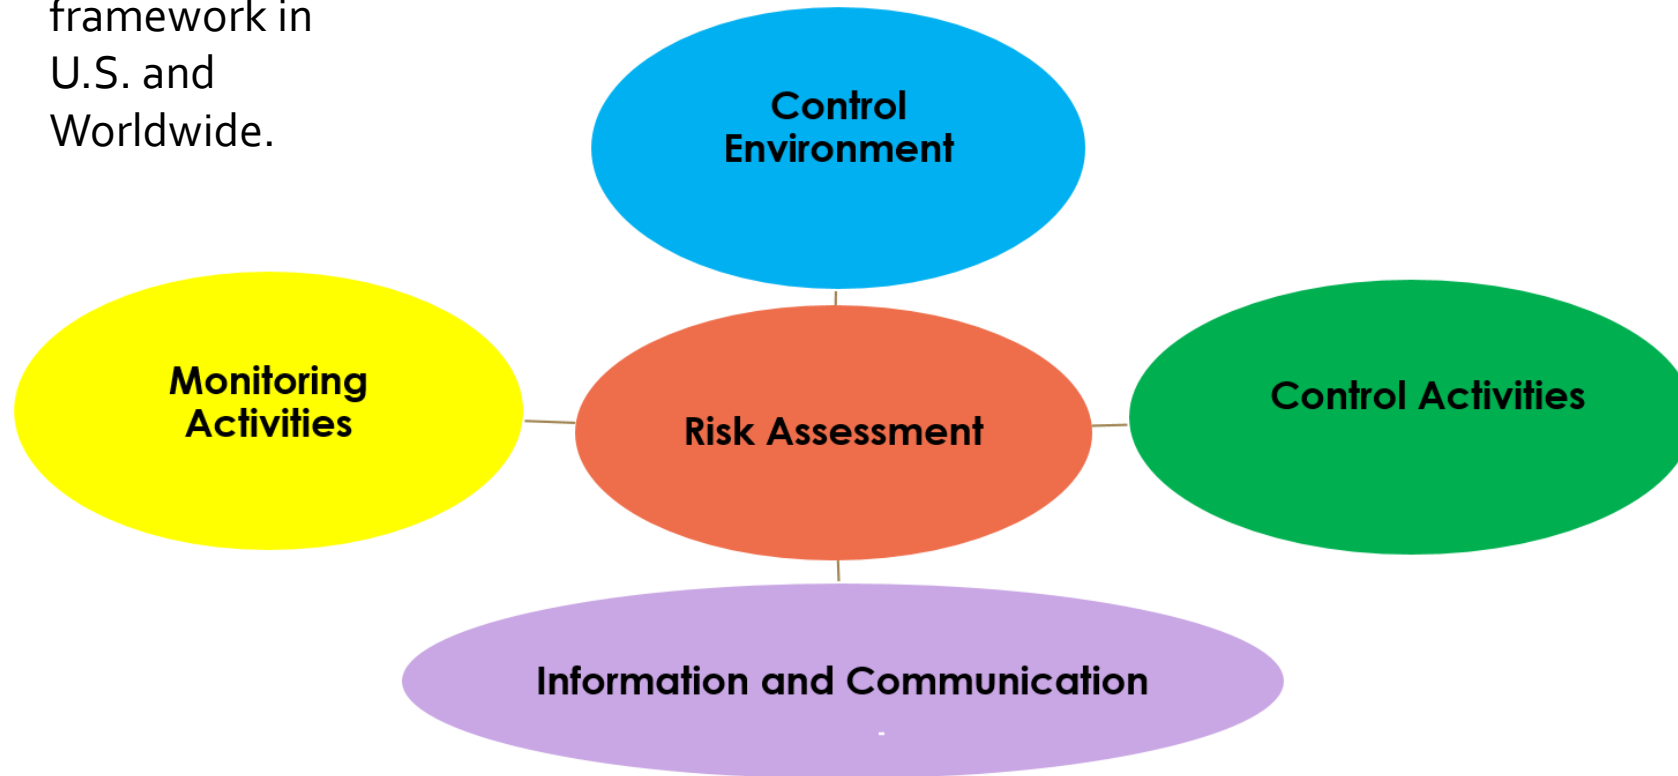 framework in
U.S. and
Worldwide.
Control
Environment
Monitoring
Activities
Risk Assessment
Control Activities
Information and Communication
-